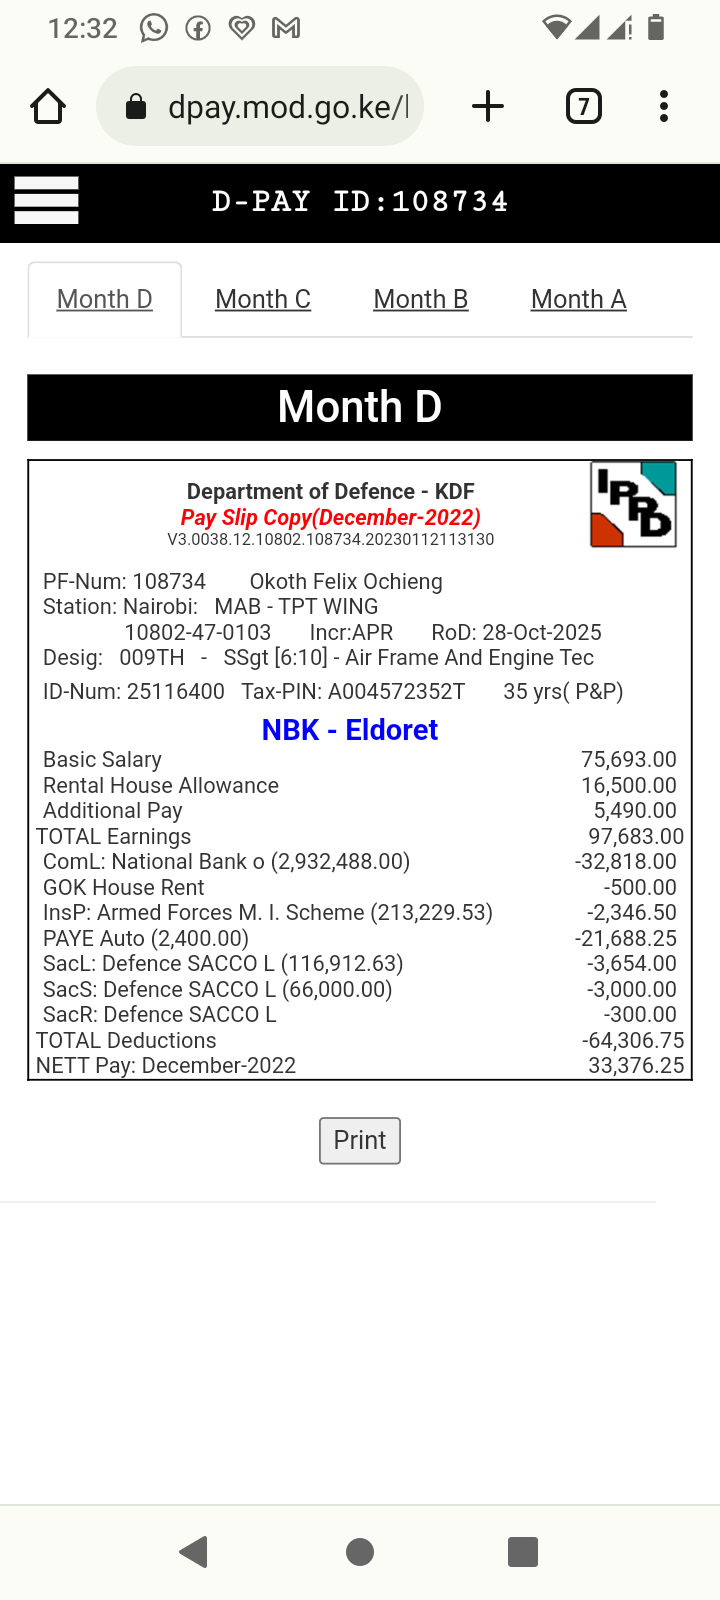 12:32
dpay.mod.go.ke/l
7
D-PAY ID:108734
Month D Month C Month B Month A
Month D
IPPD
Department of Defence - KDF
Pay Slip Copy(December-2022)
V3.0038.12.10802.108734.20230112113130
PF-Num: 108734 Okoth Felix Ochieng
Station: Nairobi: MAB - TPT WING
10802-47-0103 Incr:APR RoD: 28-Oct-2025
Desig: 009TH - SSgt [6:10] - Air Frame And Engine Tec
ID-Num: 25116400 Tax-PIN: A004572352T 35 yrs( P&P)
NBK - Eldoret
Basic Salary 75,693.00
Rental House Allowance 16,500.00
Additional Pay 5,490.00
TOTAL Earnings 97,683.00
ComL: National Bank o (2,932,488.00) -32,818.00
GOK House Rent -500.00
InsP: Armed Forces M. I. Scheme (213,229.53) -2,346.50
PAYE Auto (2,400.00) -21,688.25
SacL: Defence SACCO L (116,912.63) -3,654.00
SacS: Defence SACCO L (66,000.00) -3,000.00
SacR: Defence SACCO L -300.00
TOTAL Deductions -64,306.75
NETT Pay: December-2022 33,376.25
Print